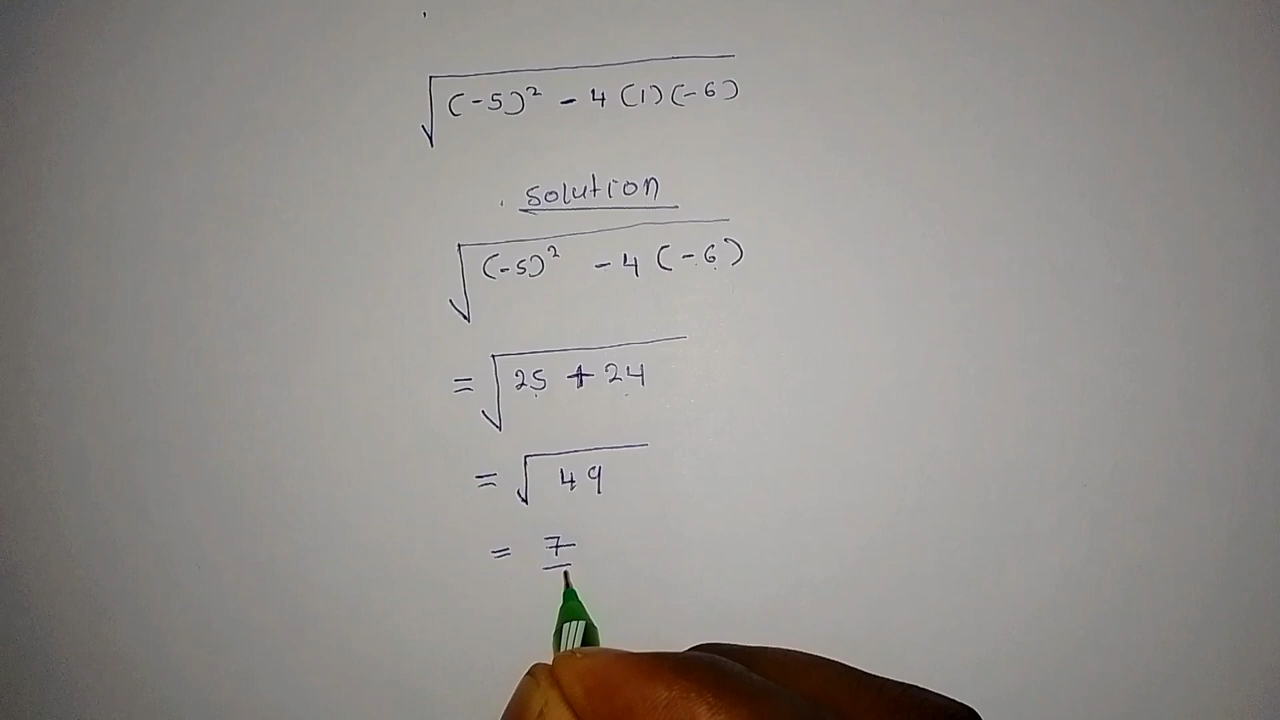 √((-5)² - 4(1)(-6))
solution
√((-5)² - 4(-6))
= √(25 + 24)
= √49
= 7